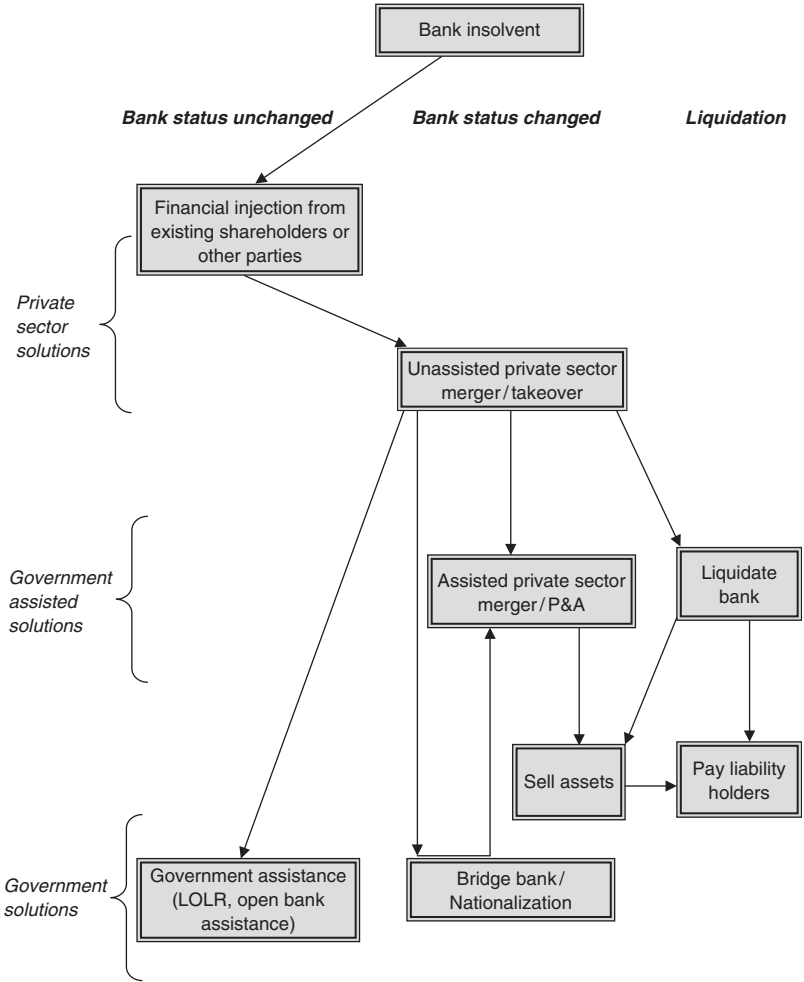 Bank insolvent
Bank status unchanged
Bank status changed
Liquidation
Financial injection from
existing shareholders or
other parties
Private
sector
solutions
Unassisted private sector
merger/takeover
Government
assisted
solutions
Assisted private sector
merger/P&A
Liquidate
bank
Sell assets
Pay liability
holders
Government
solutions
Government assistance
(LOLR, open bank
assistance)
Bridge bank/
Nationalization